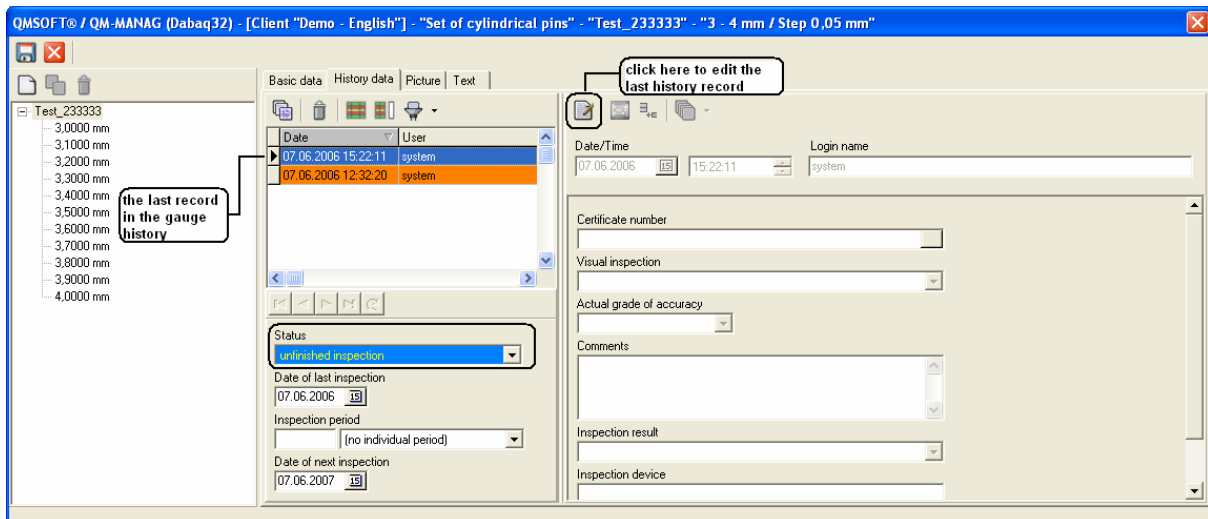 QMSOFT® / QM-MANAG (Dabaq32) - [Client "Demo - English"] - "Set of cylindrical pins" - "Test_233333" - "3 - 4 mm / Step 0,05 mm"
Test_233333
3,0000 mm
3,1000 mm
3,2000 mm
3,3000 mm
3,4000 mm
3,5000 mm
3,6000 mm
3,7000 mm
3,8000 mm
3,9000 mm
4,0000 mm
the last record
in the gauge
history
Basic data History data Picture Text
Date User
07.06.2006 15:22:11 system
07.06.2006 12:32:20 system
Status
unfinished inspection
Date of last inspection
07.06.2006 15
Inspection period
(no individual period)
Date of next inspection
07.06.2007 15
click here to edit the
last history record
Date/Time Login name
07.06.2006 15 15:22:11 system
Certificate number
Visual inspection
Actual grade of accuracy
Comments
Inspection result
Inspection device